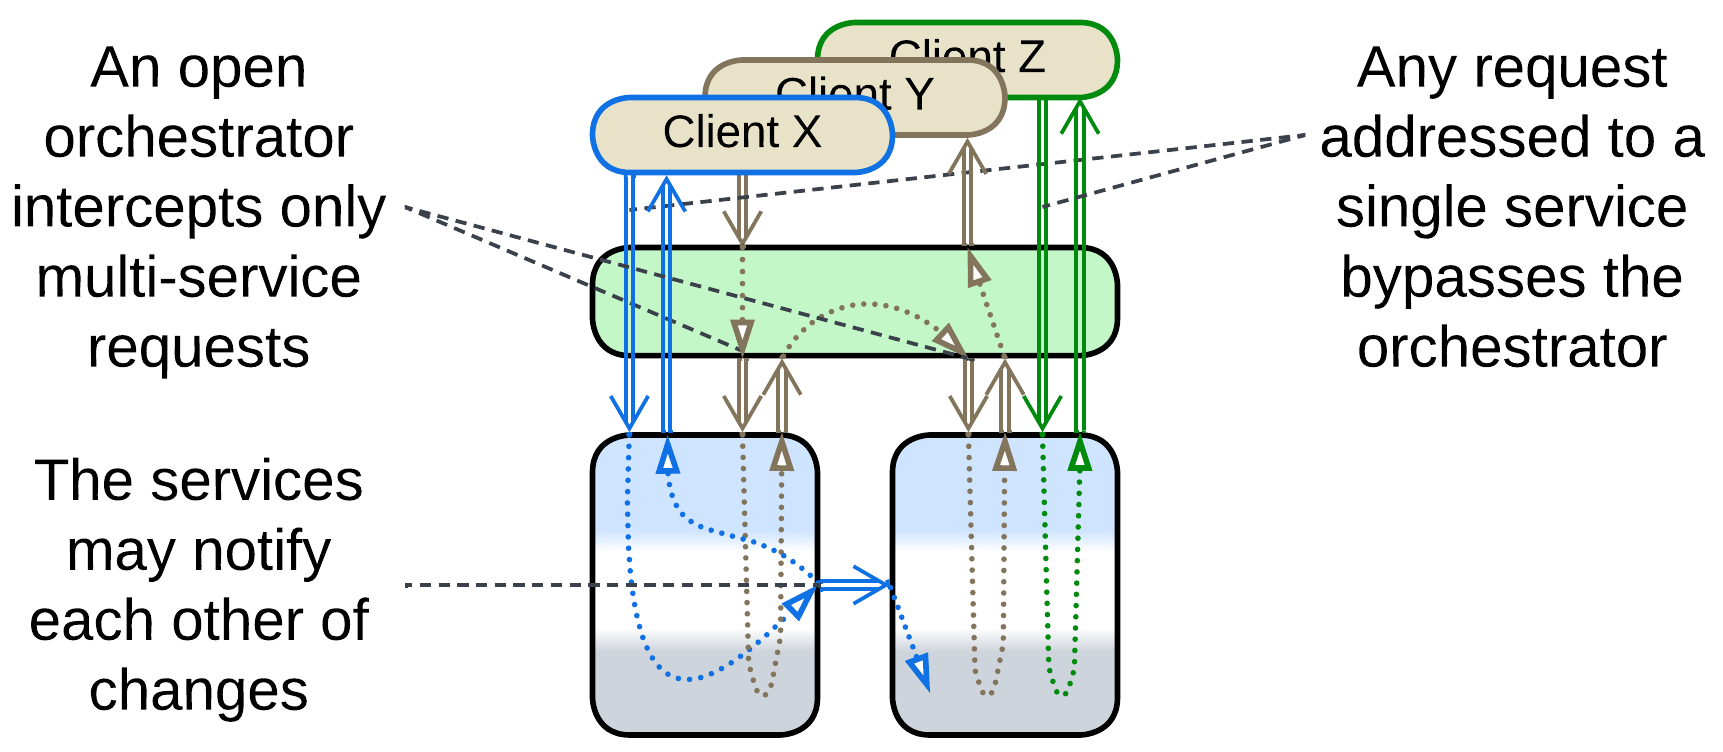 An open
orchestrator
intercepts only
multi-service
requests
The services
may notify
each other of
changes
Client Z
Client Y
Client X
Any request
addressed to a
single service
bypasses the
orchestrator